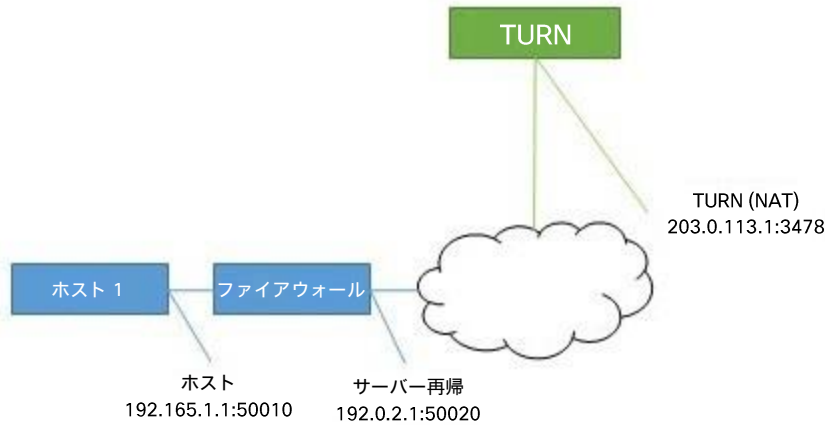 TURN
TURN (NAT)
203.0.113.1:3478
ホスト 1
ファイアウォール
ホスト
192.165.1.1:50010
サーバー再帰
192.0.2.1:50020